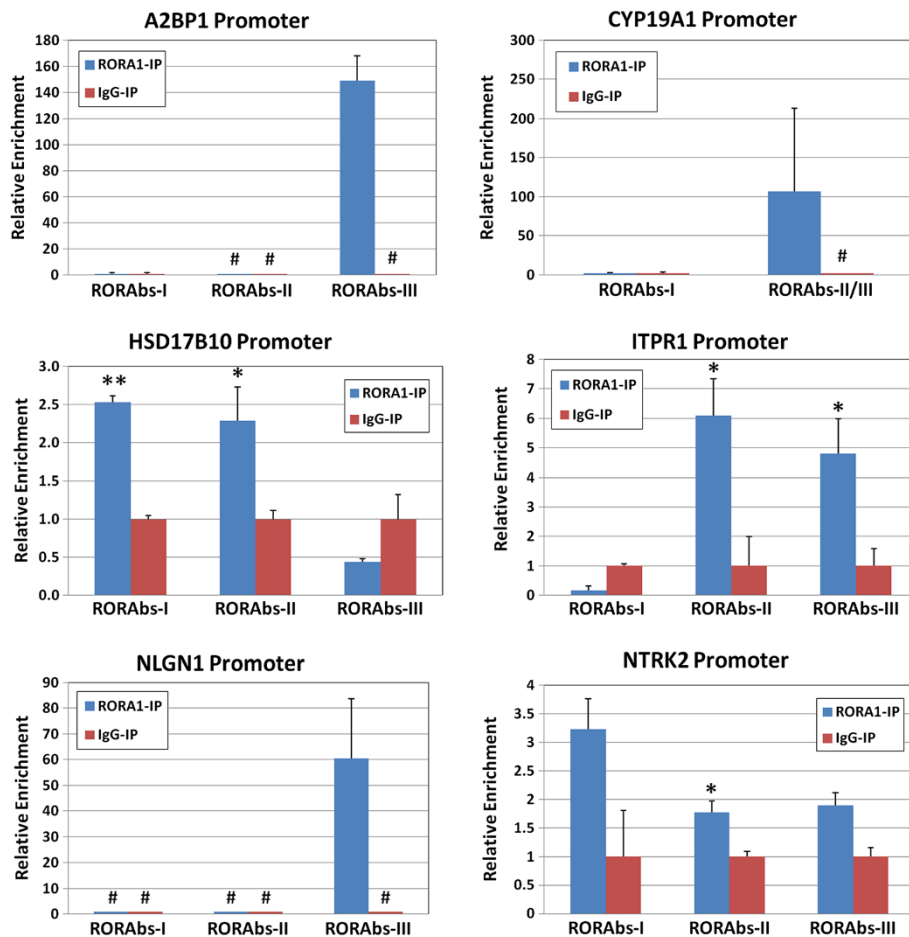 A2BP1 Promoter
Relative Enrichment
180
160
140
120
100
80
60
40
20
0
RORA1-IP
IgG-IP
# # #
RORAbs-I RORAbs-II RORAbs-III
CYP19A1 Promoter
Relative Enrichment
300
250
200
150
100
50
0
RORA1-IP
IgG-IP
#
RORAbs-I RORAbs-II/III
HSD17B10 Promoter
Relative Enrichment
3.0
2.5
2.0
1.5
1.0
0.5
0.0
** *
RORA1-IP
IgG-IP
RORAbs-I RORAbs-II RORAbs-III
ITPR1 Promoter
Relative Enrichment
8
7
6
5
4
3
2
1
0
RORA1-IP
IgG-IP
* *
RORAbs-I RORAbs-II RORAbs-III
NLGN1 Promoter
Relative Enrichment
90
80
70
60
50
40
30
20
10
0
RORA1-IP
IgG-IP
# # # # #
RORAbs-I RORAbs-II RORAbs-III
NTRK2 Promoter
Relative Enrichment
4
3.5
3
2.5
2
1.5
1
0.5
0
RORA1-IP
IgG-IP
*
RORAbs-I RORAbs-II RORAbs-III